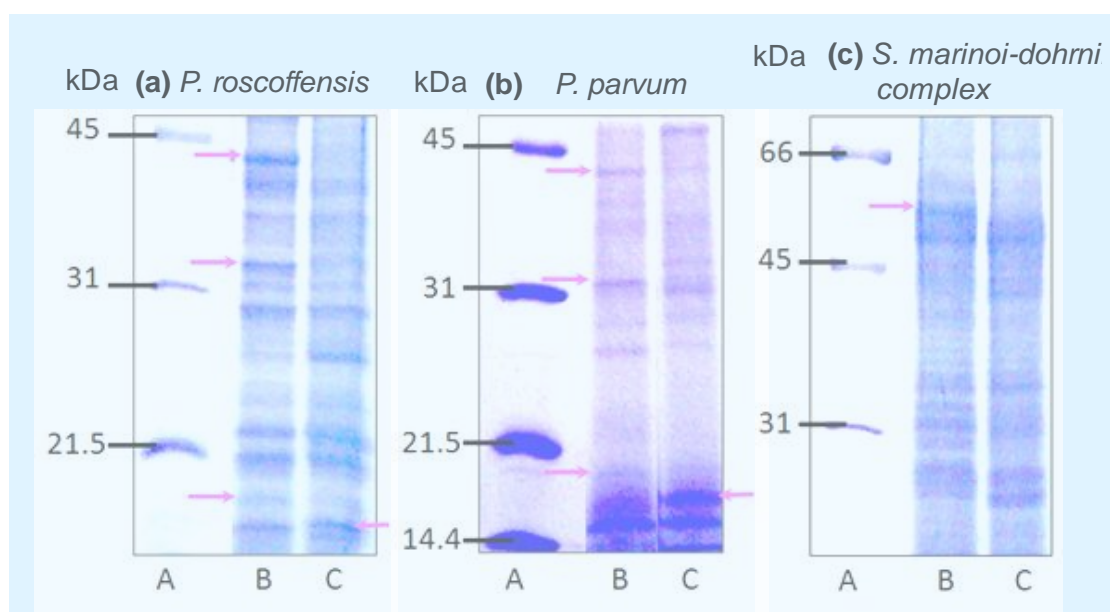 kDa (a) P. roscoffensis
45
31
21.5
A B C
kDa (b) P. parvum
45
31
21.5
14.4
A B C
kDa (c) S. marinoi-dohrni
complex
66
45
31
A B C